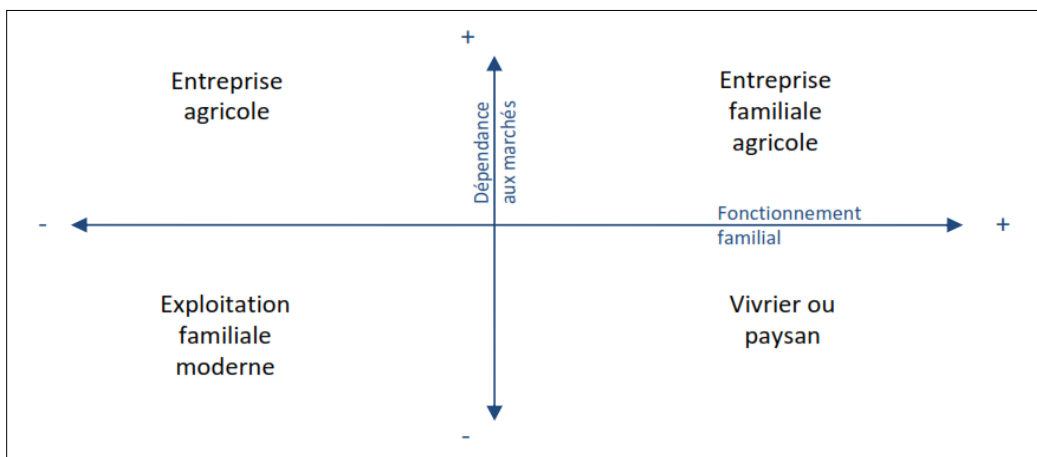 +
Entreprise
agricole
Dépendance
aux marchés
Entreprise
familiale
agricole
-
Fonctionnement
familial
+
Exploitation
familiale
moderne
Vivrier ou
paysan
-